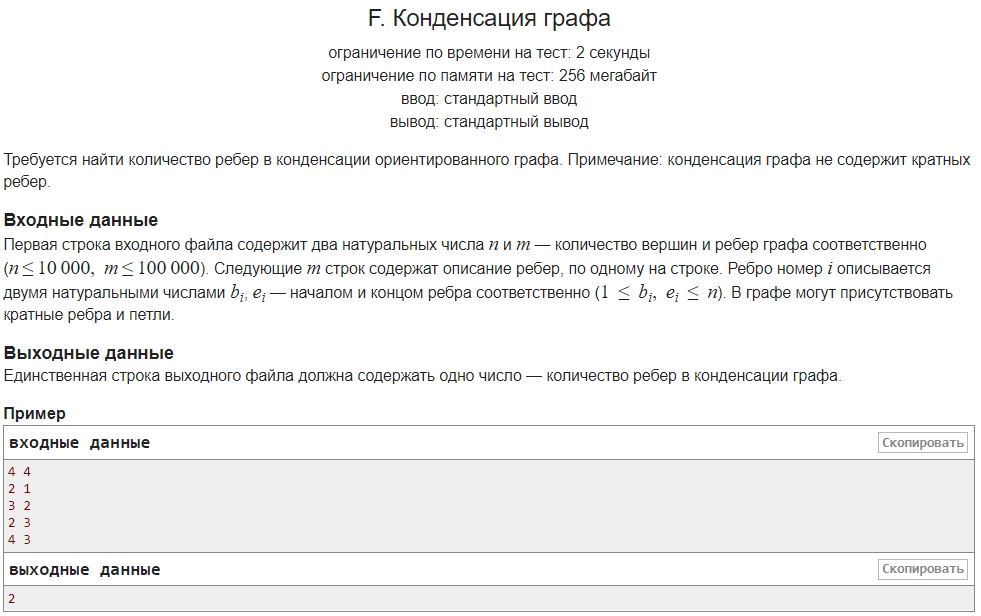 F. Конденсация графа
ограничение по времени на тест: 2 секунды
ограничение по памяти на тест: 256 мегабайт
ввод: стандартный ввод
вывод: стандартный вывод
Требуется найти количество ребер в конденсации ориентированного графа. Примечание: конденсация графа не содержит кратных
ребер.
Входные данные
Первая строка входного файла содержит два натуральных числа n и m — количество вершин и ребер графа соответственно
(n ≤ 10 000, m ≤ 100 000). Следующие m строк содержат описание ребер, по одному на строке. Ребро номер i описывается
двумя натуральными числами b_i, e_i — началом и концом ребра соответственно (1 ≤ b_i, e_i ≤ n). В графе могут присутствовать
кратные ребра и петли.
Выходные данные
Единственная строка выходного файла должна содержать одно число — количество ребер в конденсации графа.
Пример
входные данные Скопировать
4 4
2 1
3 2
2 3
4 3
выходные данные Скопировать
2